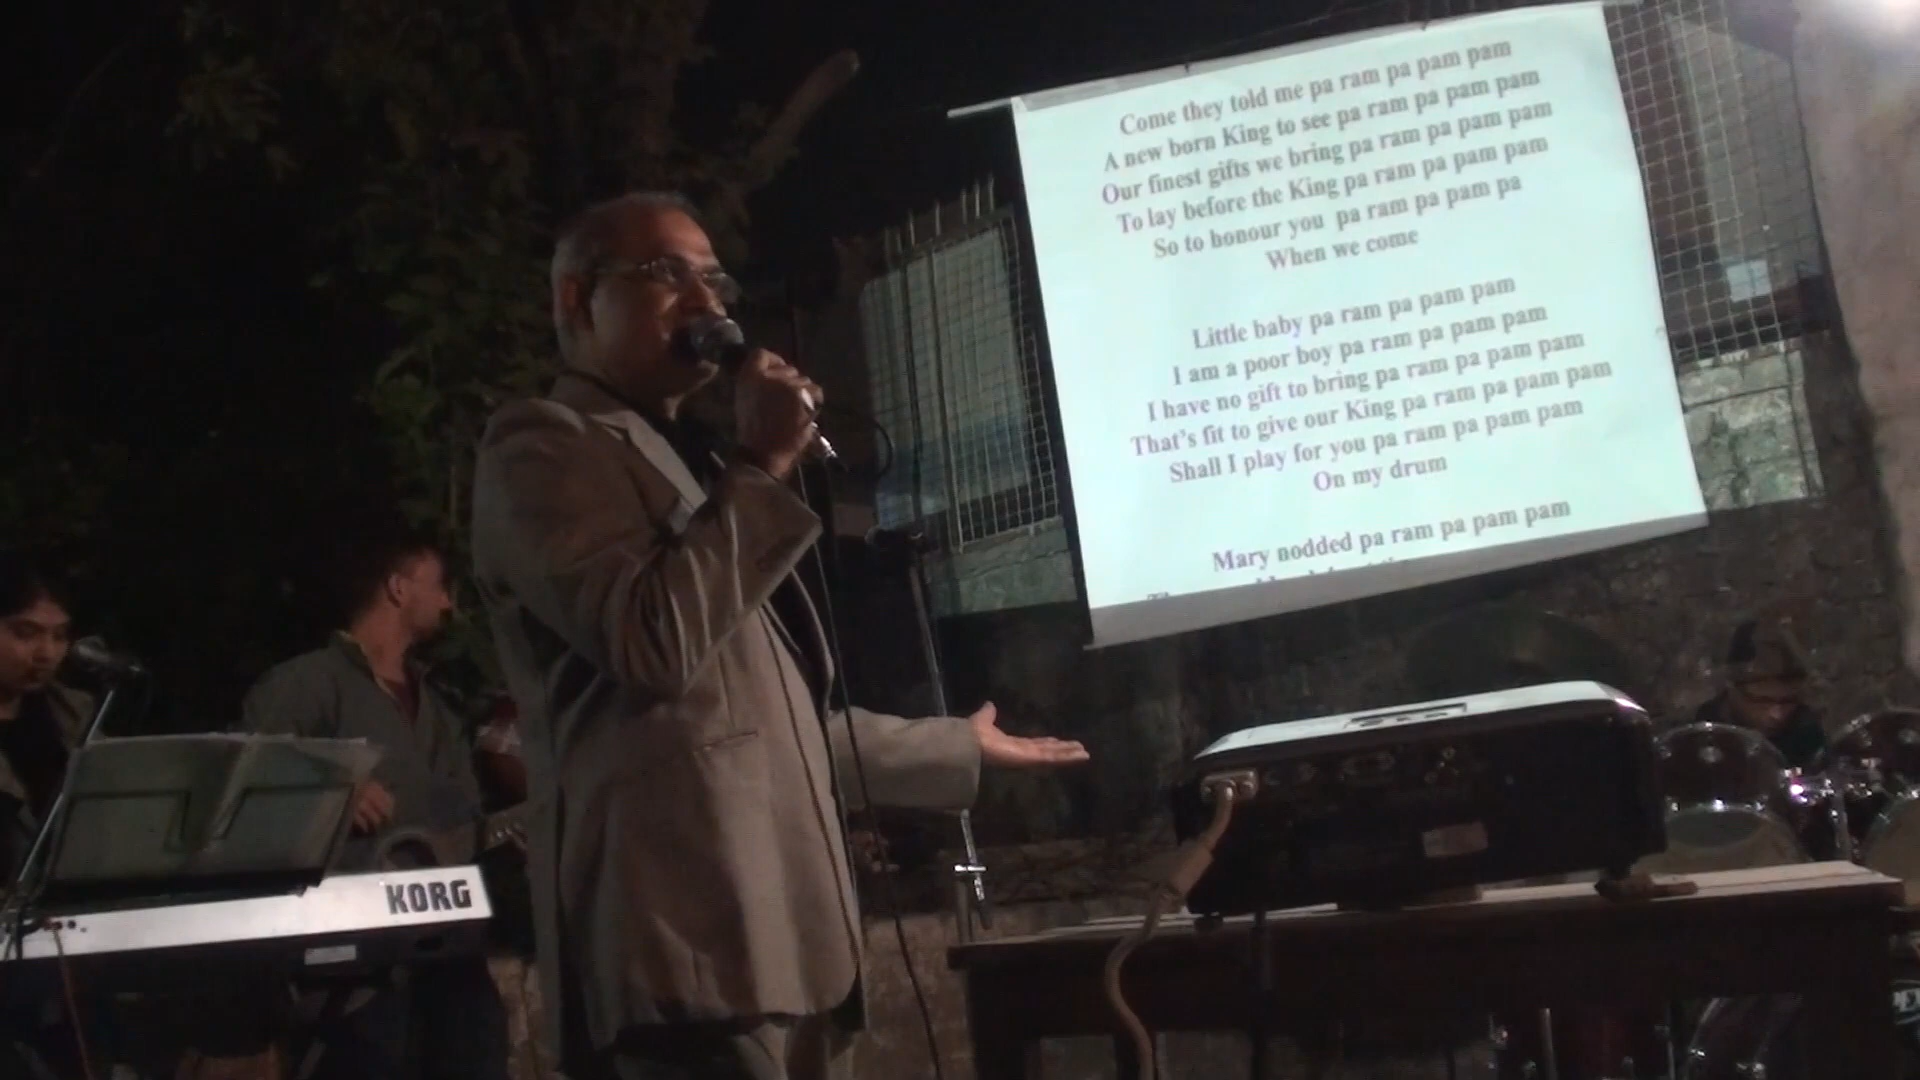 Come they told me pa ram pa pam pam
A new born King to see pa ram pa pam pam
Our finest gifts we bring pa ram pa pam pam
To lay before the King pa ram pa pam pam
So to honour you pa ram pa pam pa
When we come
Little baby pa ram pa pam pam
I am a poor boy pa ram pa pam pam
I have no gift to bring pa ram pa pam pam
That's fit to give our King pa ram pa pam pam
Shall I play for you pa ram pa pam pam
On my drum
Mary nodded pa ram pa pam pam
KORG